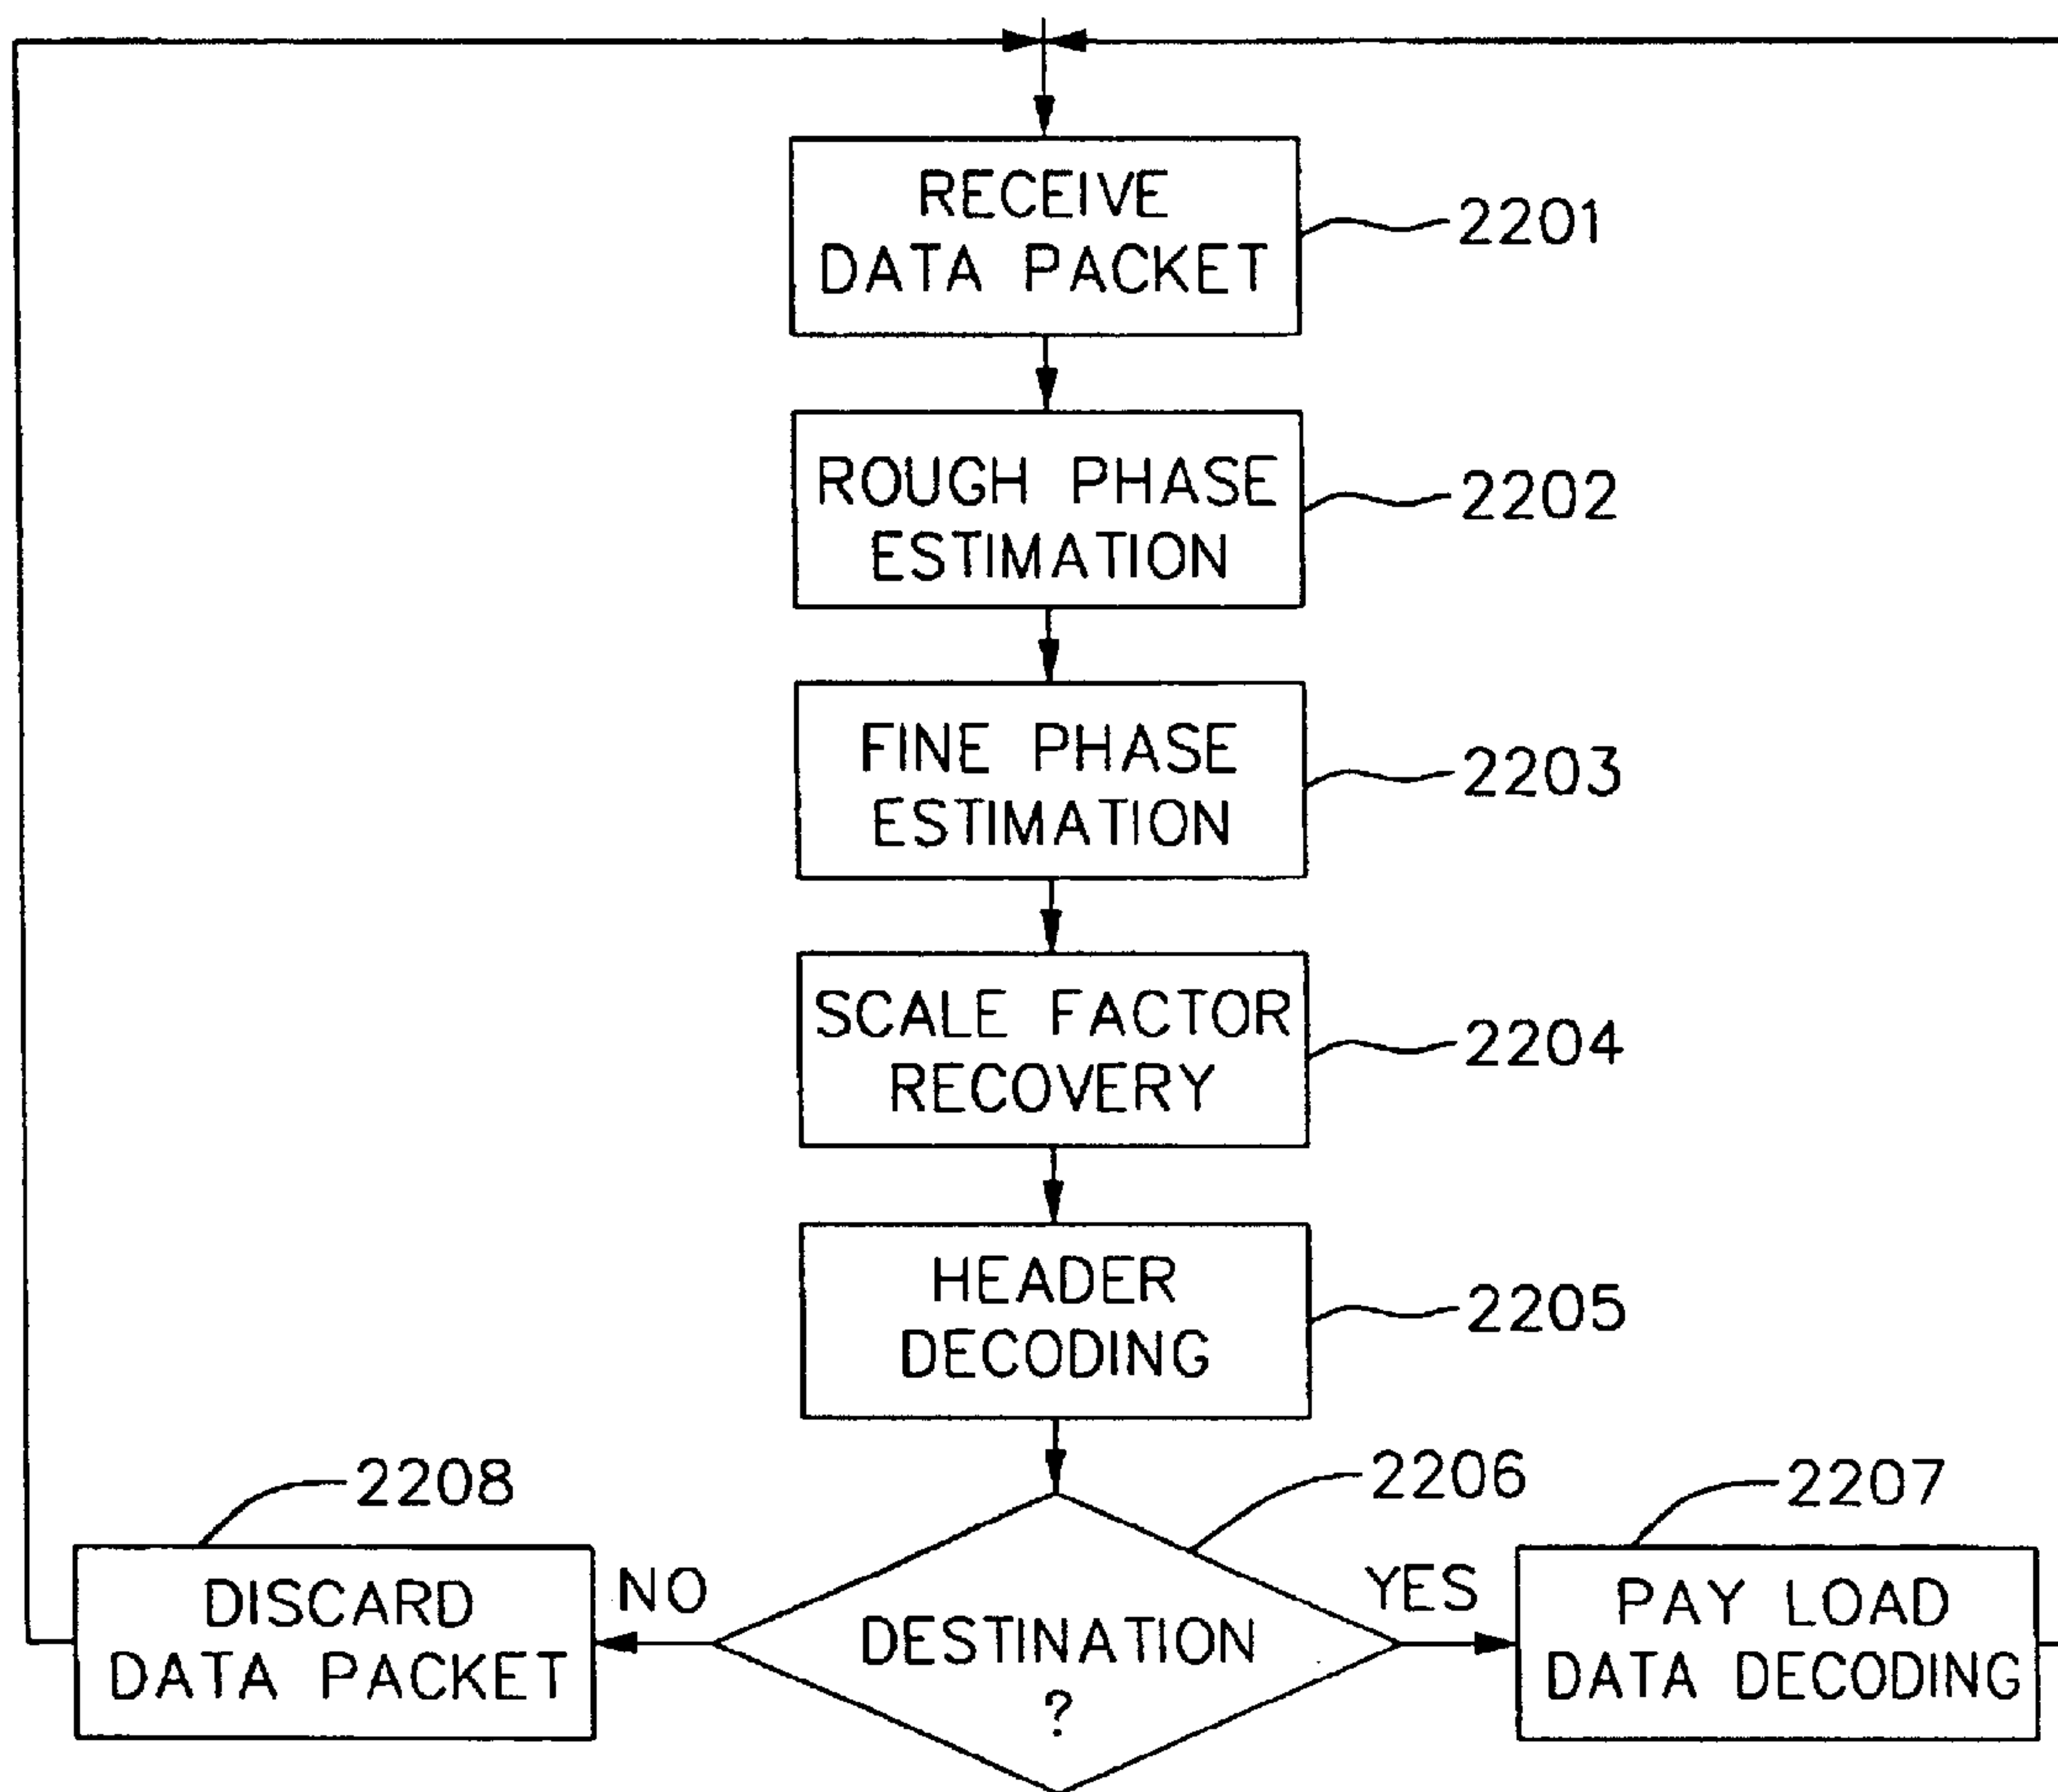 RECEIVE
DATA PACKET
2201
ROUGH PHASE
ESTIMATION
2202
FINE PHASE
ESTIMATION
2203
SCALE FACTOR
RECOVERY
2204
HEADER
DECODING
2205
2208
2206
2207
DISCARD
DATA PACKET
NO
DESTINATION
?
YES
PAY LOAD
DATA DECODING